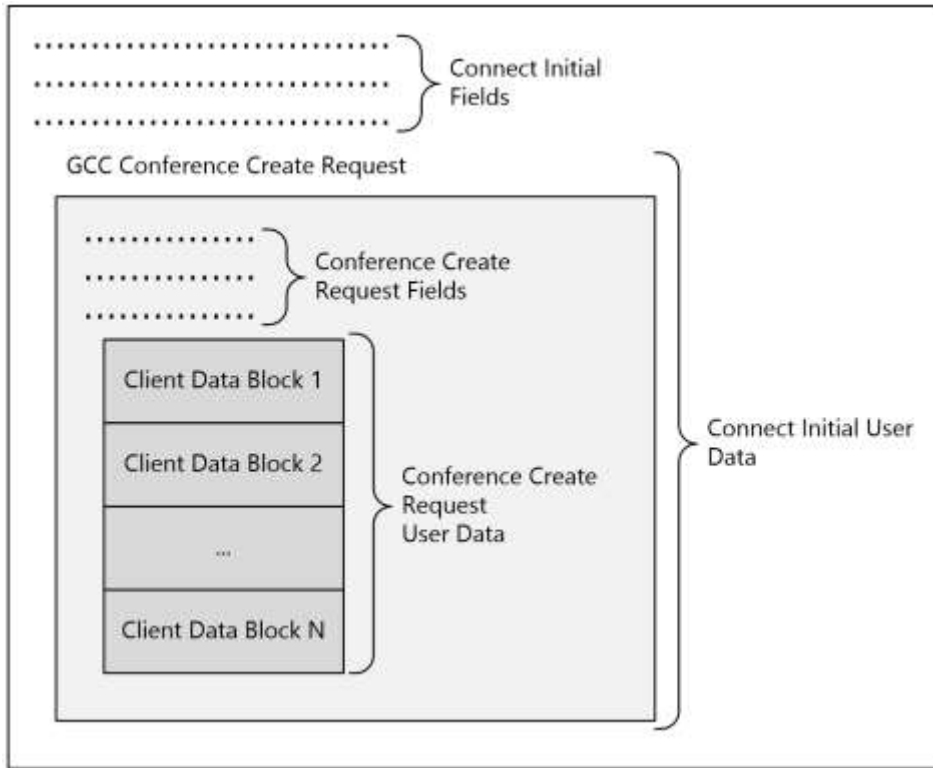 Connect Initial
Fields
GCC Conference Create Request
Conference Create
Request Fields
Client Data Block 1
Client Data Block 2
...
Client Data Block N
Conference Create
Request
User Data
Connect Initial User
Data